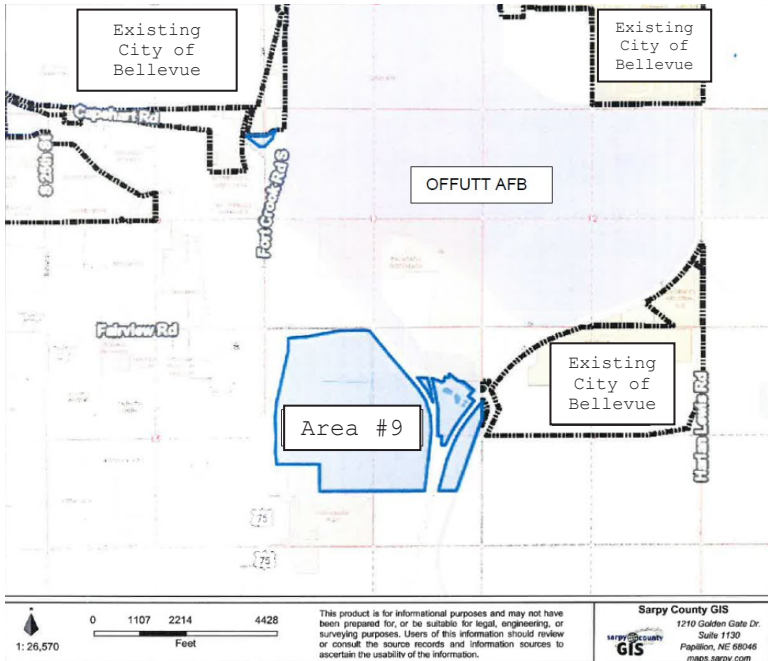 Existing
City of
Bellevue
Existing
City of
Bellevue
Capehart Rd
S 25th St
Fort Crook Rd S
OFFUTT AFB
12
Fairview Rd
Existing
City of
Bellevue
Area #9
Harlan Lewis Rd
15
75
75
1: 26,570
0 1107 2214 4428
Feet
This product is for informational purposes and may not have
been prepared for, or be suitable for legal, engineering, or
surveying purposes. Users of this information should review
or consult the source records and information sources to
ascertain the usability of the information.
Sarpy County GIS
sarpy county
GIS
1210 Golden Gate Dr.
Suite 1130
Papillion, NE 68046
maps.sarpy.com